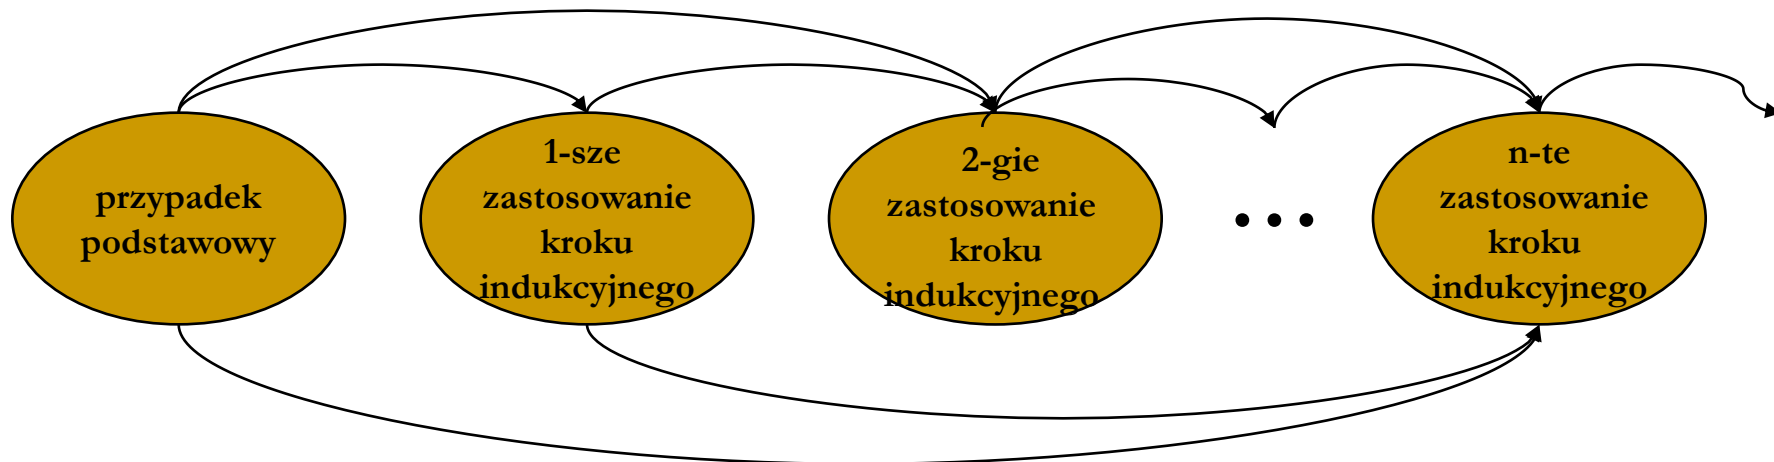 przypadek
podstawowy
1-sze
zastosowanie
kroku
indukcyjnego
2-gie
zastosowanie
kroku
indukcyjnego
...
n-te
zastosowanie
kroku
indukcyjnego